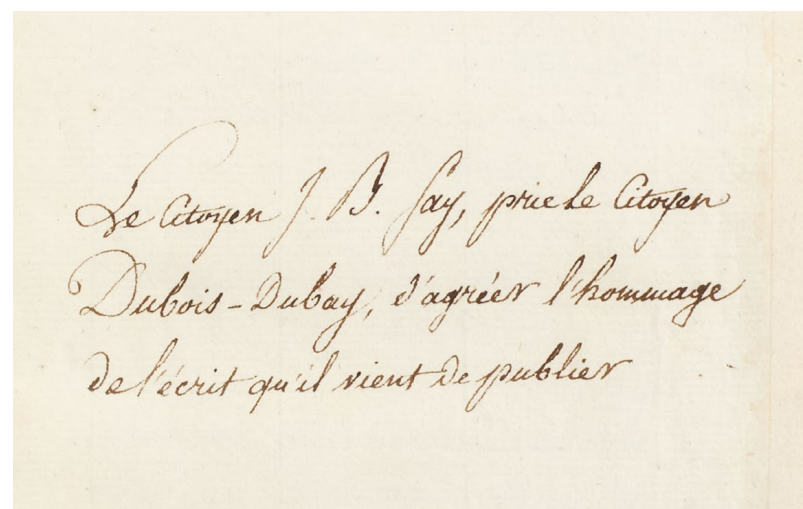 Le Citoyen J. B. Say, prie le Citoyen
Dubois-Dubay, d'agréer l'hommage
de l'écrit qu'il vient de publier